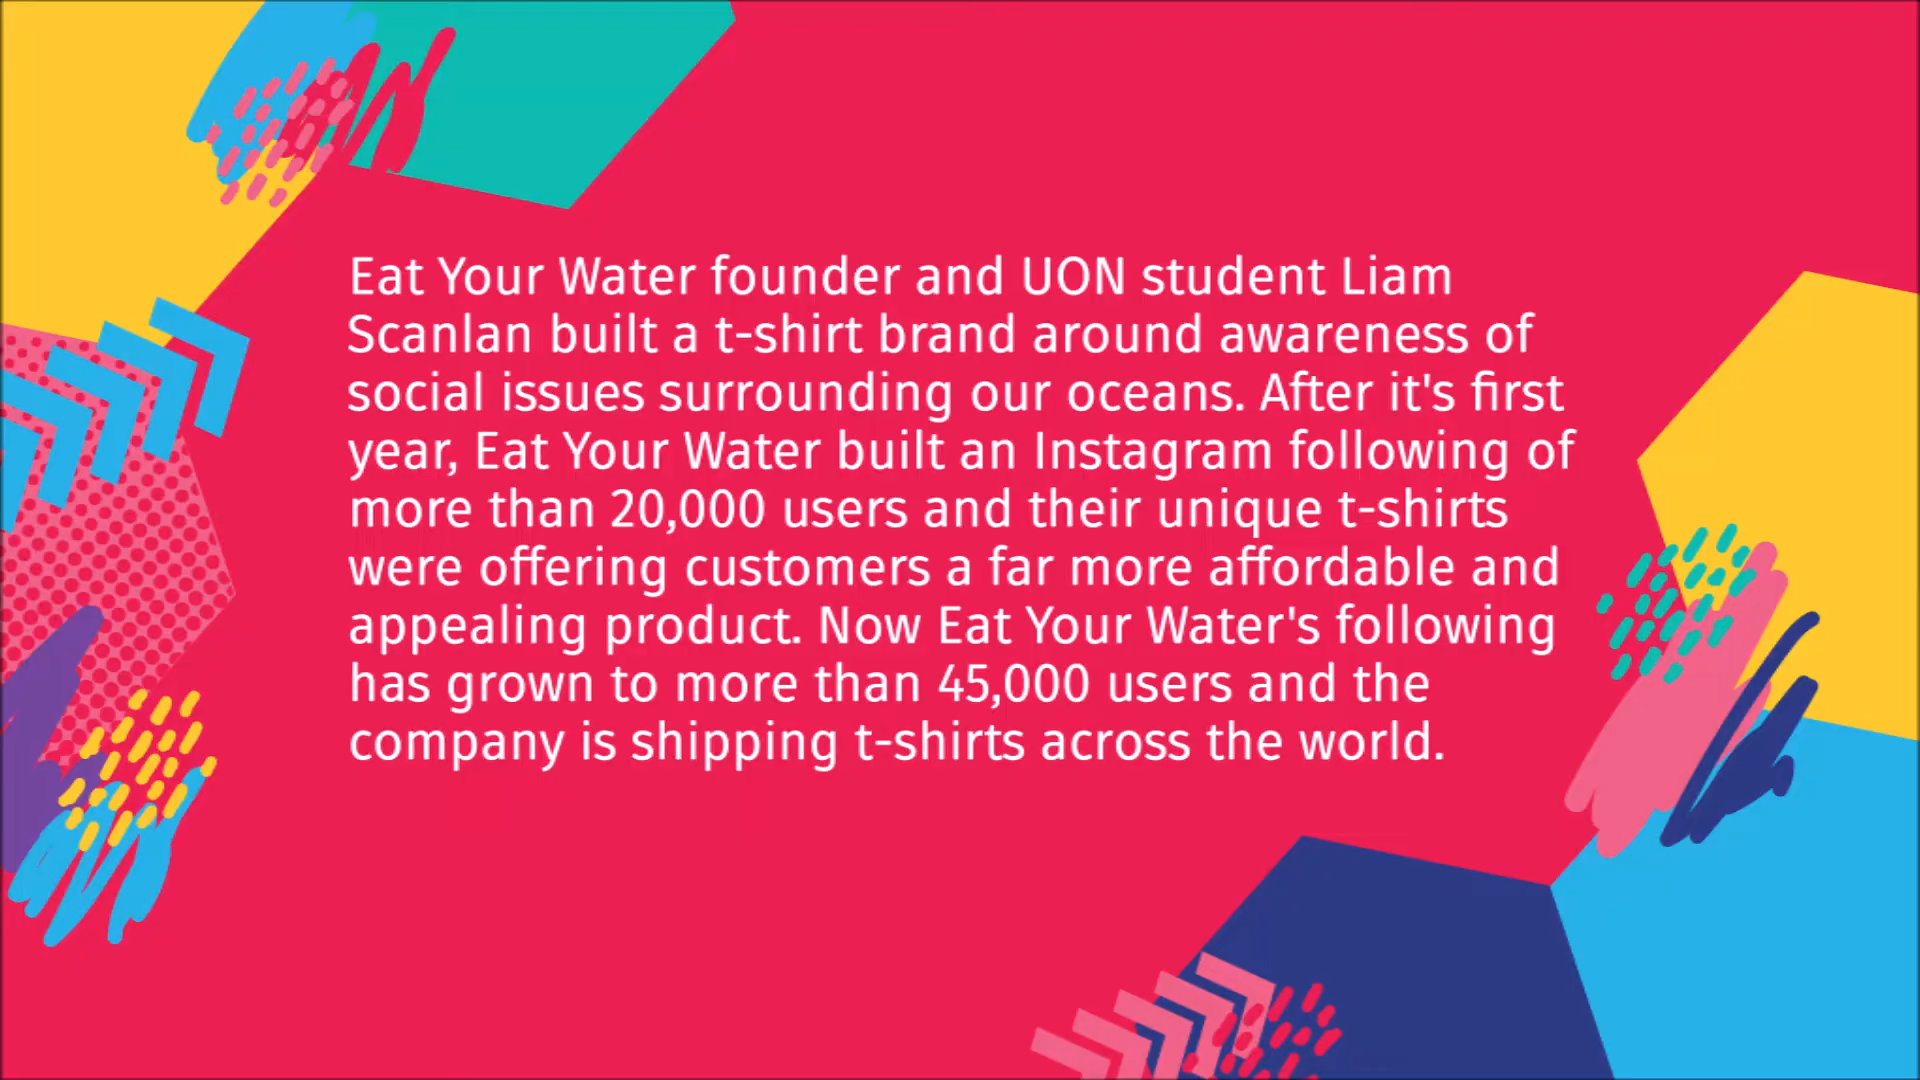 Eat Your Water founder and UON student Liam
Scanlan built a t-shirt brand around awareness of
social issues surrounding our oceans. After it's first
year, Eat Your Water built an Instagram following of
more than 20,000 users and their unique t-shirts
were offering customers a far more affordable and
appealing product. Now Eat Your Water's following
has grown to more than 45,000 users and the
company is shipping t-shirts across the world.